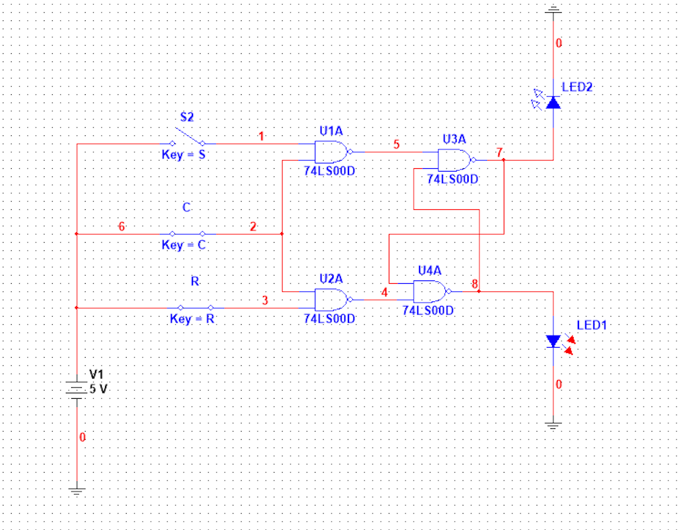 0
LED2
S2
Key = S
1
U1A
74LS00D
5
U3A
74LS00D
7
C
6
Key = C
2
R
Key = R
3
U2A
74LS00D
4
U4A
74LS00D
8
LED1
0
V1
5 V
0